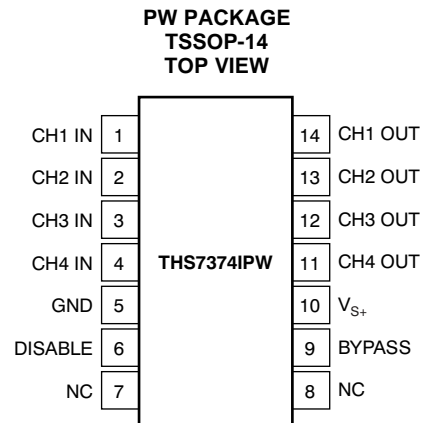 PW PACKAGE
TSSOP-14
TOP VIEW
CH1 IN 1 14 CH1 OUT
CH2 IN 2 13 CH2 OUT
CH3 IN 3 12 CH3 OUT
CH4 IN 4 THS7374IPW 11 CH4 OUT
GND 5 10 VS+
DISABLE 6 9 BYPASS
NC 7 8 NC